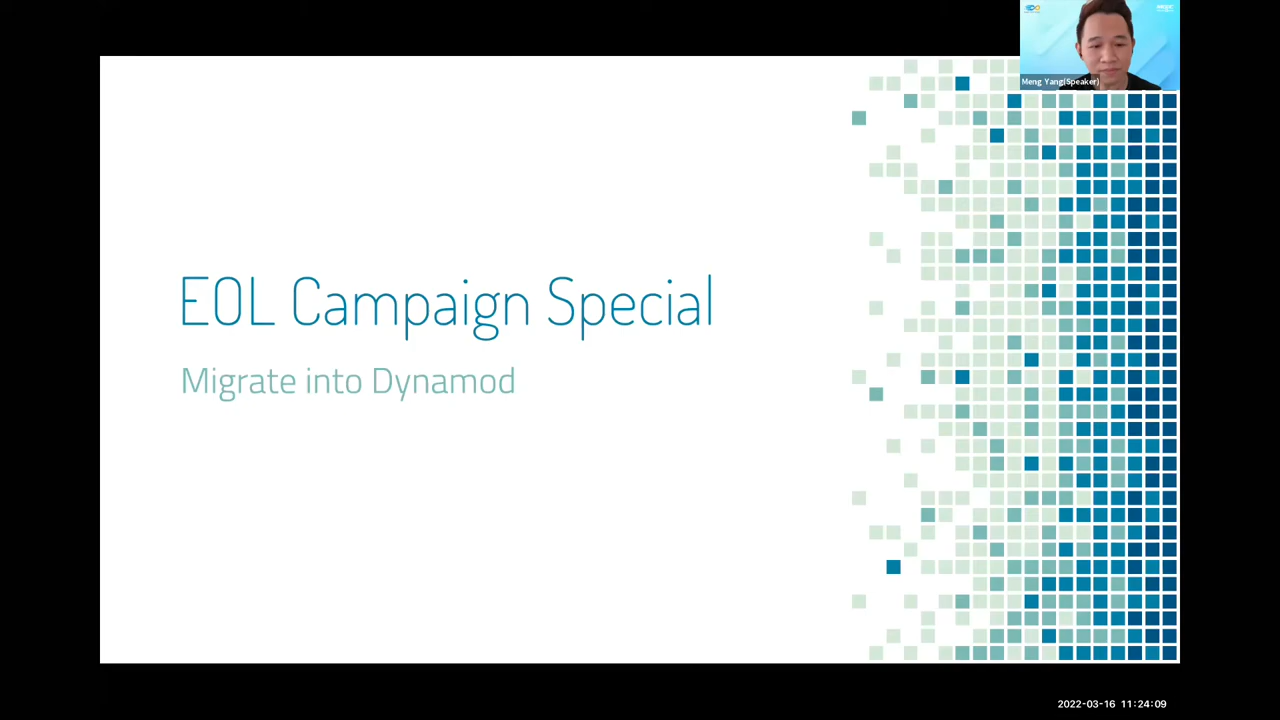 Meng Yang(Speaker)
EOL Campaign Special
Migrate into Dynamod
2022-03-16 11:24:09